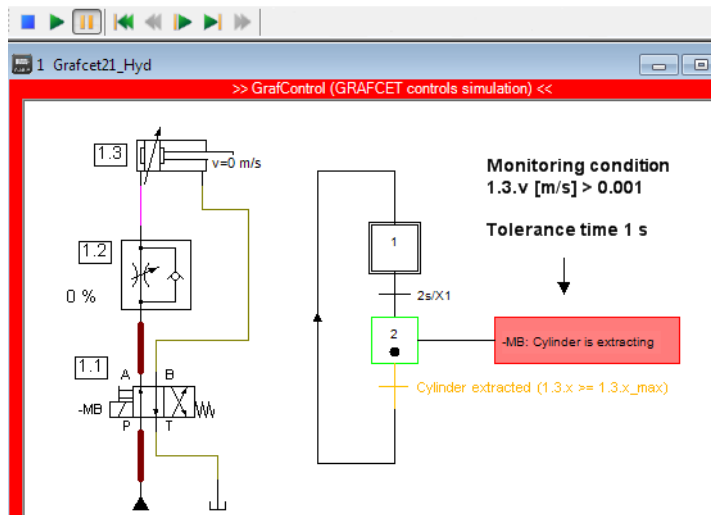 1 Grafcet21_Hyd
>> GrafControl (GRAFCET controls simulation) <<
1.3
v=0 m/s
Monitoring condition
1.3.v [m/s] > 0.001
Tolerance time 1 s
1
1.2
0 %
2s/X1
2
-MB: Cylinder is extracting
1.1
A
B
Cylinder extracted (1.3.x >= 1.3.x_max)
-MB
P
T